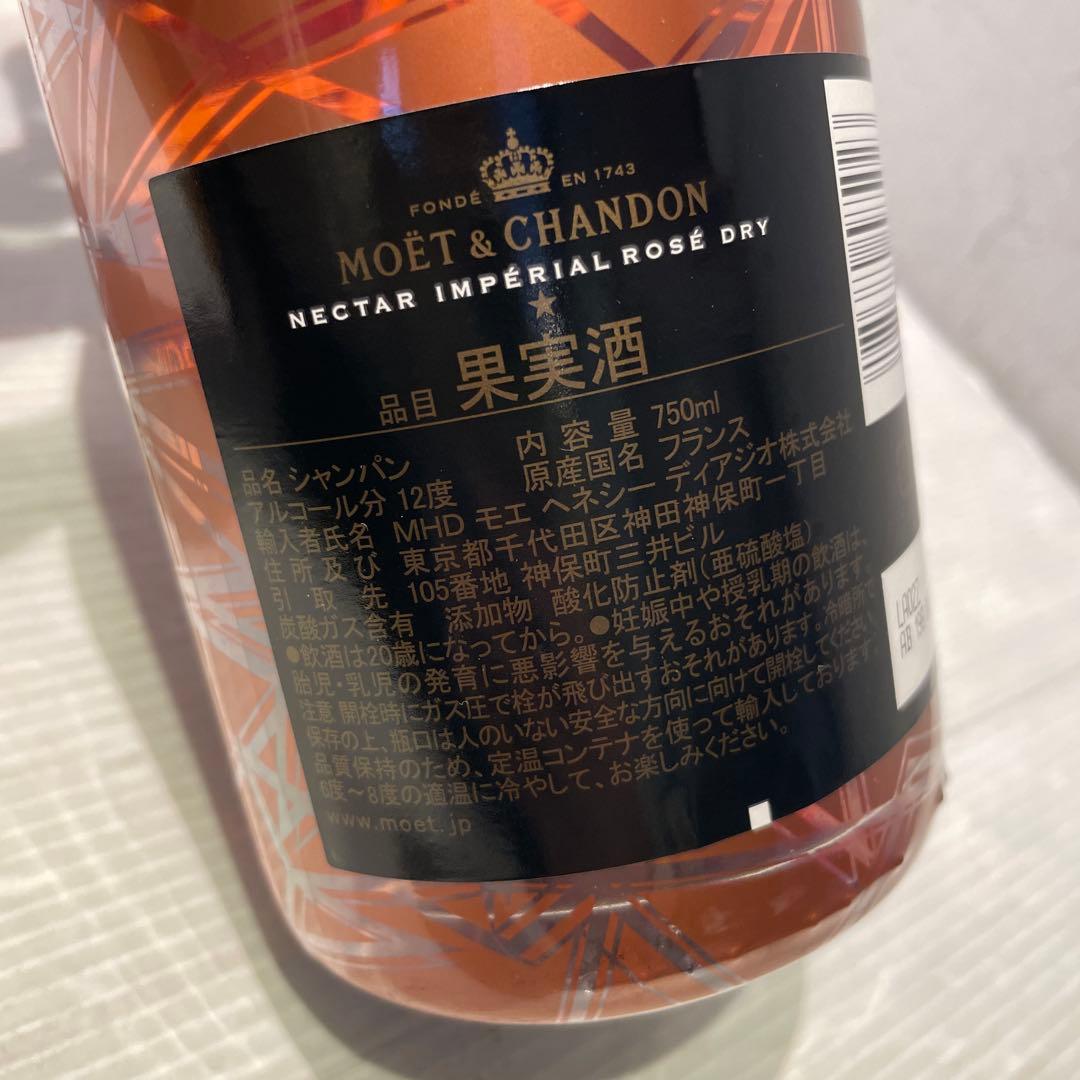 FONDÉ EN 1743
MOËT & CHANDON
NECTAR IMPÉRIAL ROSÉ DRY
品目 果実酒
品名 シャンパン 内容量 750ml
アルコール分 12度 原産国名 フランス
輸入者氏名 MHD モエ ヘネシー ディアジオ株式会社
住所及び 東京都千代田区神田神保町一丁目
引取先 105番地 神保町三井ビル
炭酸ガス含有 添加物 酸化防止剤(亜硫酸塩)
●飲酒は20歳になってから。●妊娠中や授乳期の飲酒は、
胎児・乳児の発育に悪影響を与えるおそれがあります。
注意 開栓時にガス圧で栓が飛び出すおそれがあります。冷暗所で
保存の上、瓶口は人のいない安全な方向に向けて開栓してください。
品質保持のため、定温コンテナを使って輸入しております。
6度～8度の適温に冷やして、お楽しみください。
www.moet.jp